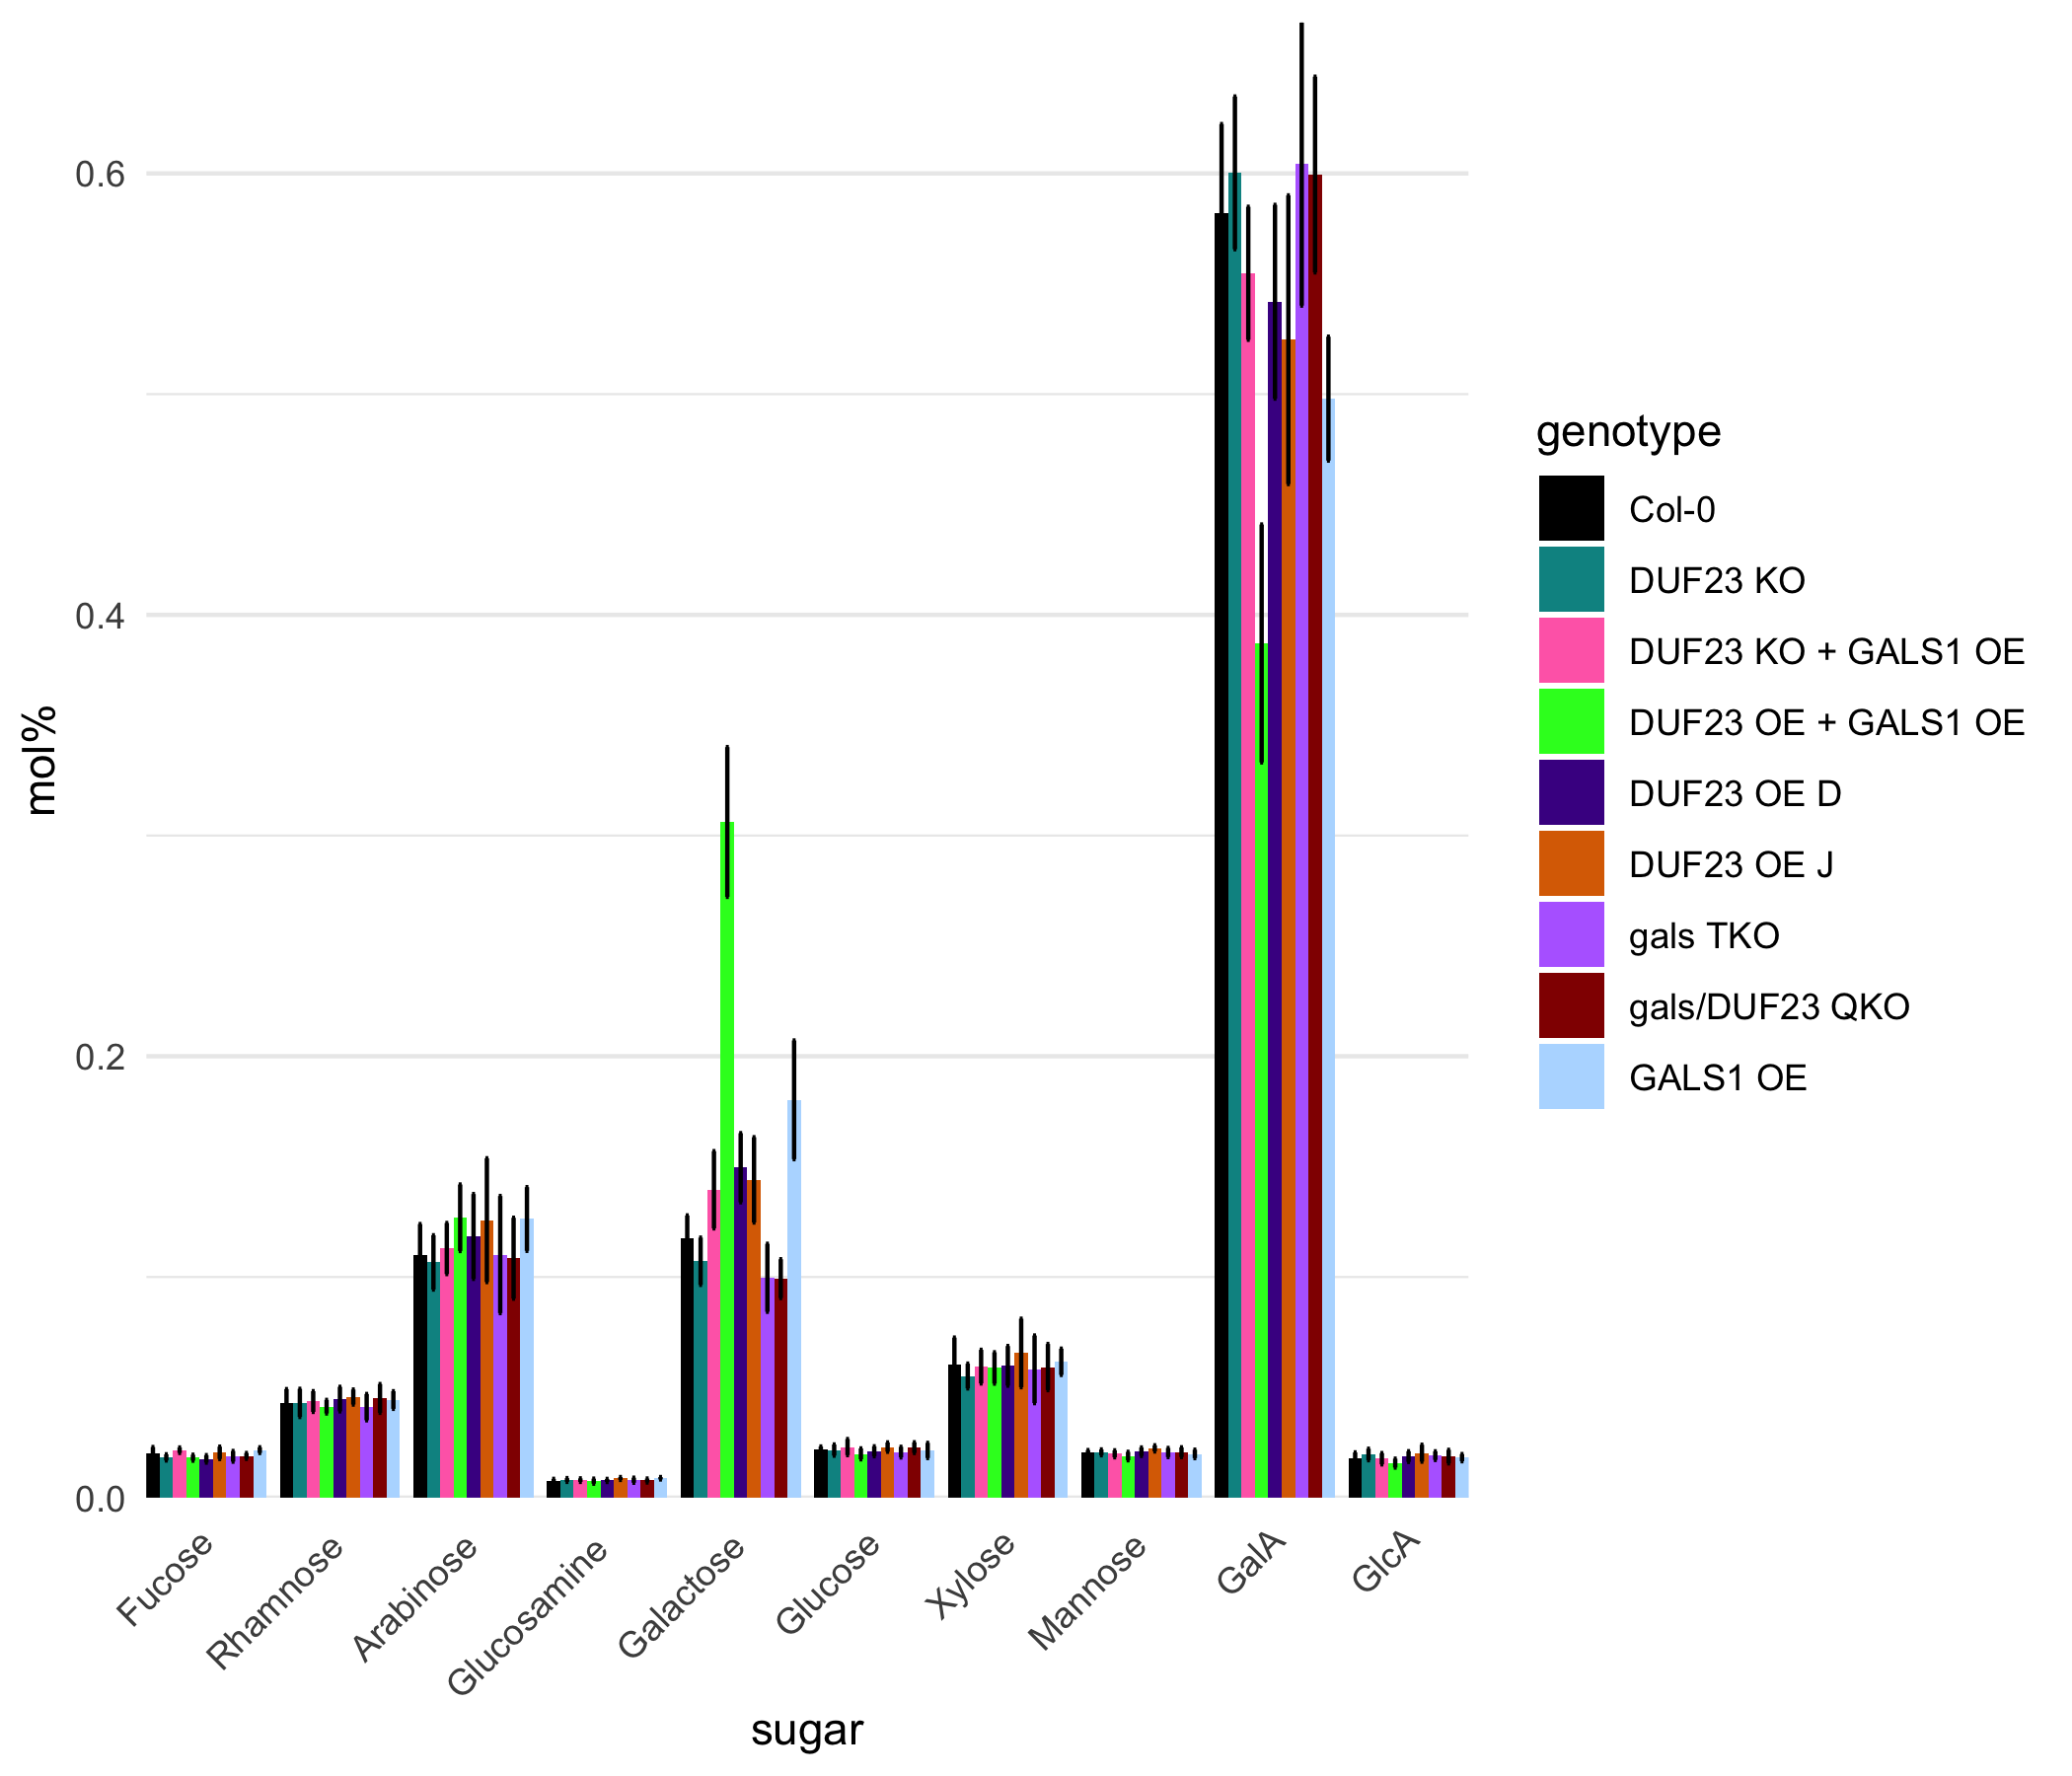 0.6
0.4
0.2
0.0
mol%
Fucose
Rhamnose
Arabinose
Glucosamine
Galactose
Glucose
Xylose
Mannose
GalA
GlcA
sugar
genotype
Col-0
DUF23 KO
DUF23 KO + GALS1 OE
DUF23 OE + GALS1 OE
DUF23 OE D
DUF23 OE J
gals TKO
gals/DUF23 QKO
GALS1 OE